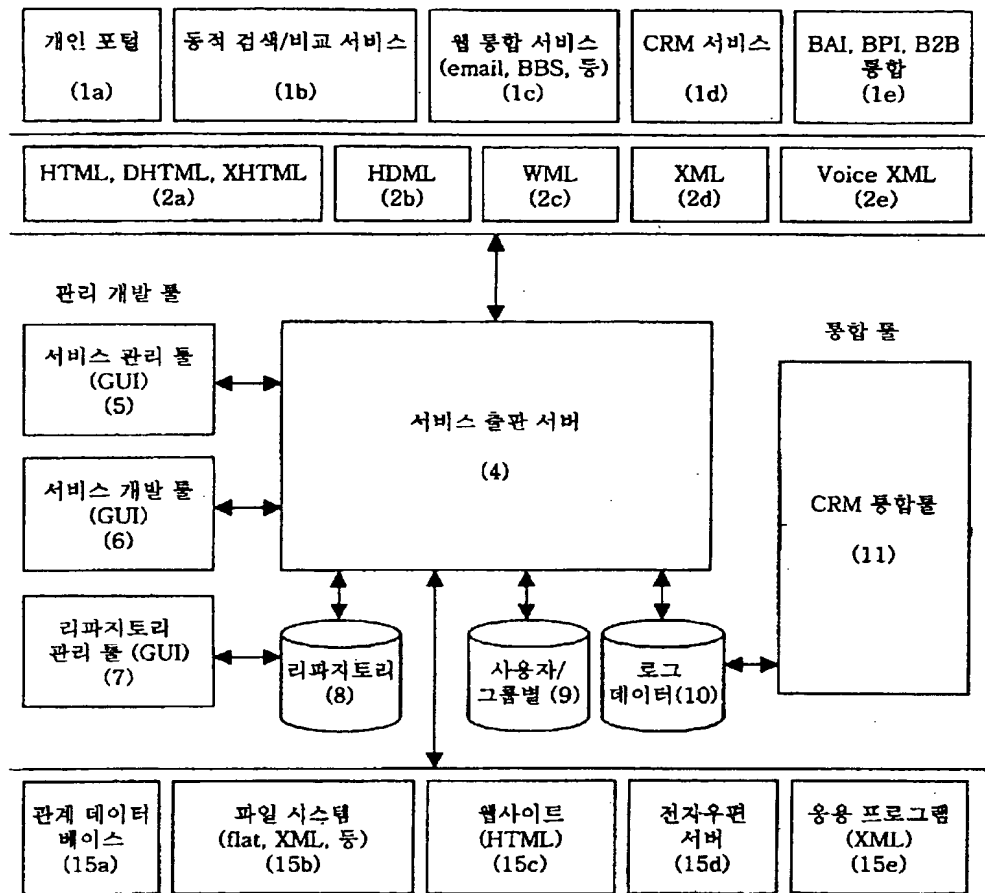 개인 포털
(1a)
동적 검색/비교 서비스
(1b)
웹 통합 서비스
(email, BBS, 등)
(1c)
CRM 서비스
(1d)
BAI, BPI, B2B
통합
(1e)
HTML, DHTML, XHTML
(2a)
HDML
(2b)
WML
(2c)
XML
(2d)
Voice XML
(2e)
관리 개발 툴
통합 툴
서비스 관리 툴
(GUI)
(5)
서비스 개발 툴
(GUI)
(6)
리파지토리
관리 툴 (GUI)
(7)
서비스 출판 서버
(4)
CRM 통합툴
(11)
리파지토리
(8)
사용자/
그룹별 (9)
로그
데이터(10)
관계 데이터
베이스
(15a)
파일 시스템
(flat, XML, 등)
(15b)
웹사이트
(HTML)
(15c)
전자우편
서버
(15d)
응용 프로그램
(XML)
(15e)